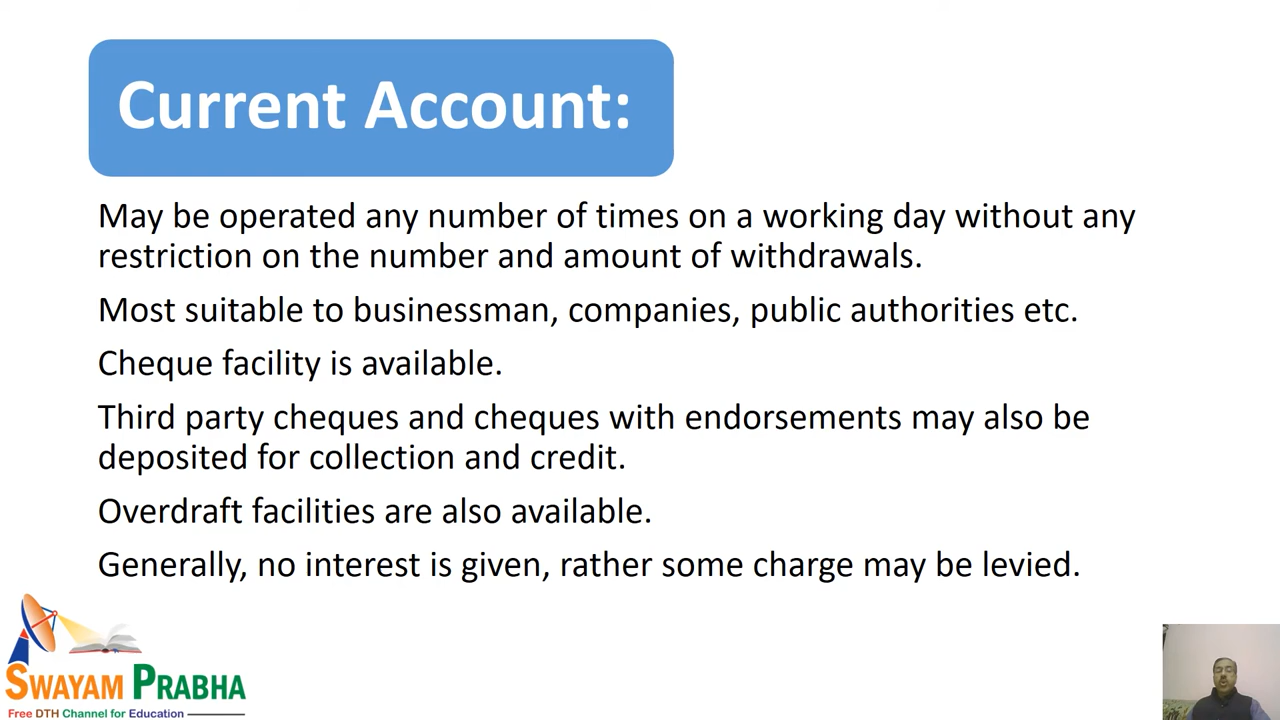 Current Account:
May be operated any number of times on a working day without any
restriction on the number and amount of withdrawals.
Most suitable to businessman, companies, public authorities etc.
Cheque facility is available.
Third party cheques and cheques with endorsements may also be
deposited for collection and credit.
Overdraft facilities are also available.
Generally, no interest is given, rather some charge may be levied.
SWAYAM PRABHA
Free DTH Channel for Education